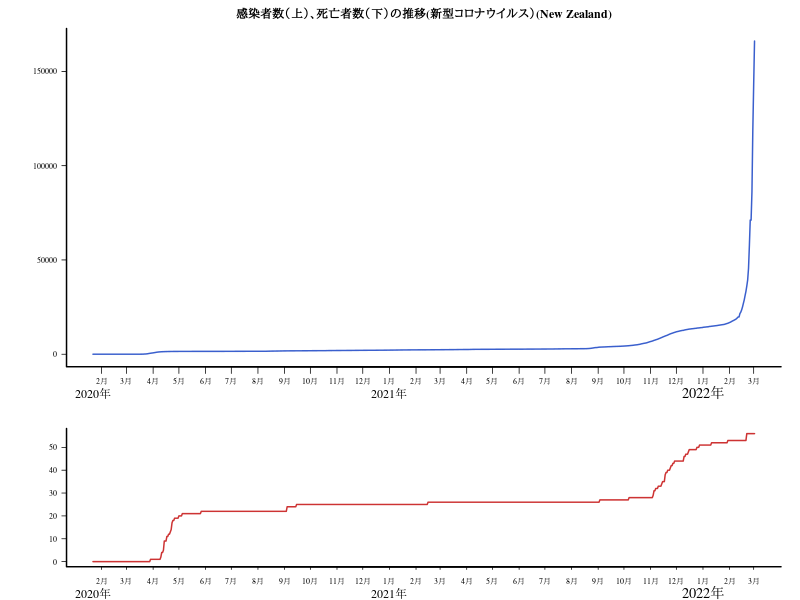 感染者数(上)、死亡者数(下)の推移(新型コロナウイルス)(New Zealand)
150000
100000
50000
0
2月 3月 4月 5月 6月 7月 8月 9月 10月 11月 12月 1月 2月 3月 4月 5月 6月 7月 8月 9月 10月 11月 12月 1月 2月 3月
2020年 2021年 2022年
50
40
30
20
10
0
2月 3月 4月 5月 6月 7月 8月 9月 10月 11月 12月 1月 2月 3月 4月 5月 6月 7月 8月 9月 10月 11月 12月 1月 2月 3月
2020年 2021年 2022年